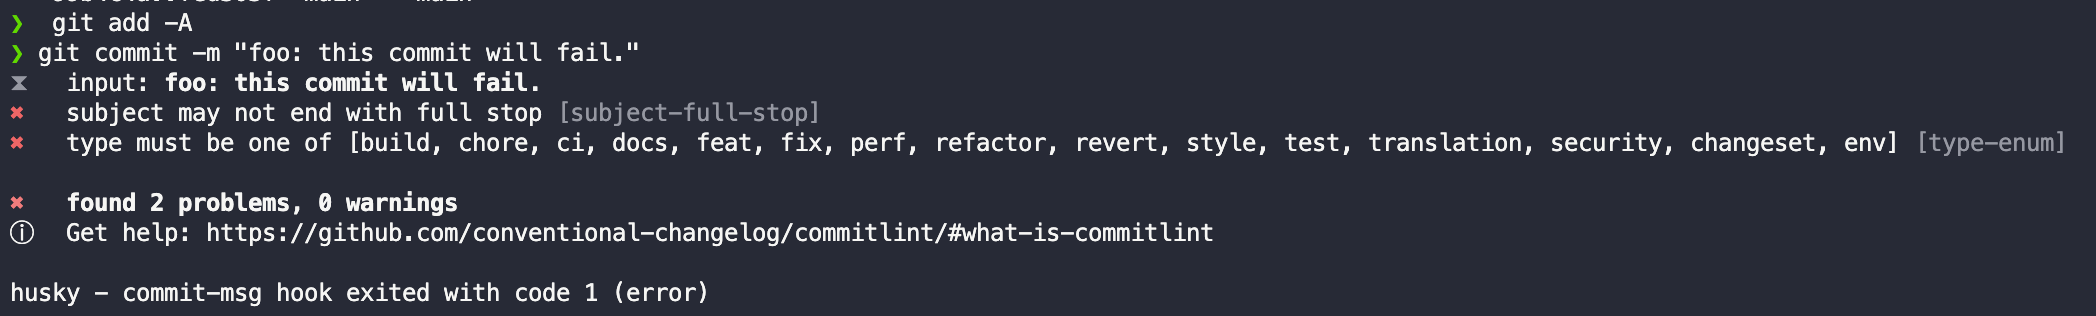 ❯ git add -A
❯ git commit -m "foo: this commit will fail."
⧗ input: foo: this commit will fail.
✖ subject may not end with full stop [subject-full-stop]
✖ type must be one of [build, chore, ci, docs, feat, fix, perf, refactor, revert, style, test, translation, security, changeset, env] [type-enum]
✖ found 2 problems, 0 warnings
ⓘ Get help: https://github.com/conventional-changelog/commitlint/#what-is-commitlint
husky - commit-msg hook exited with code 1 (error)